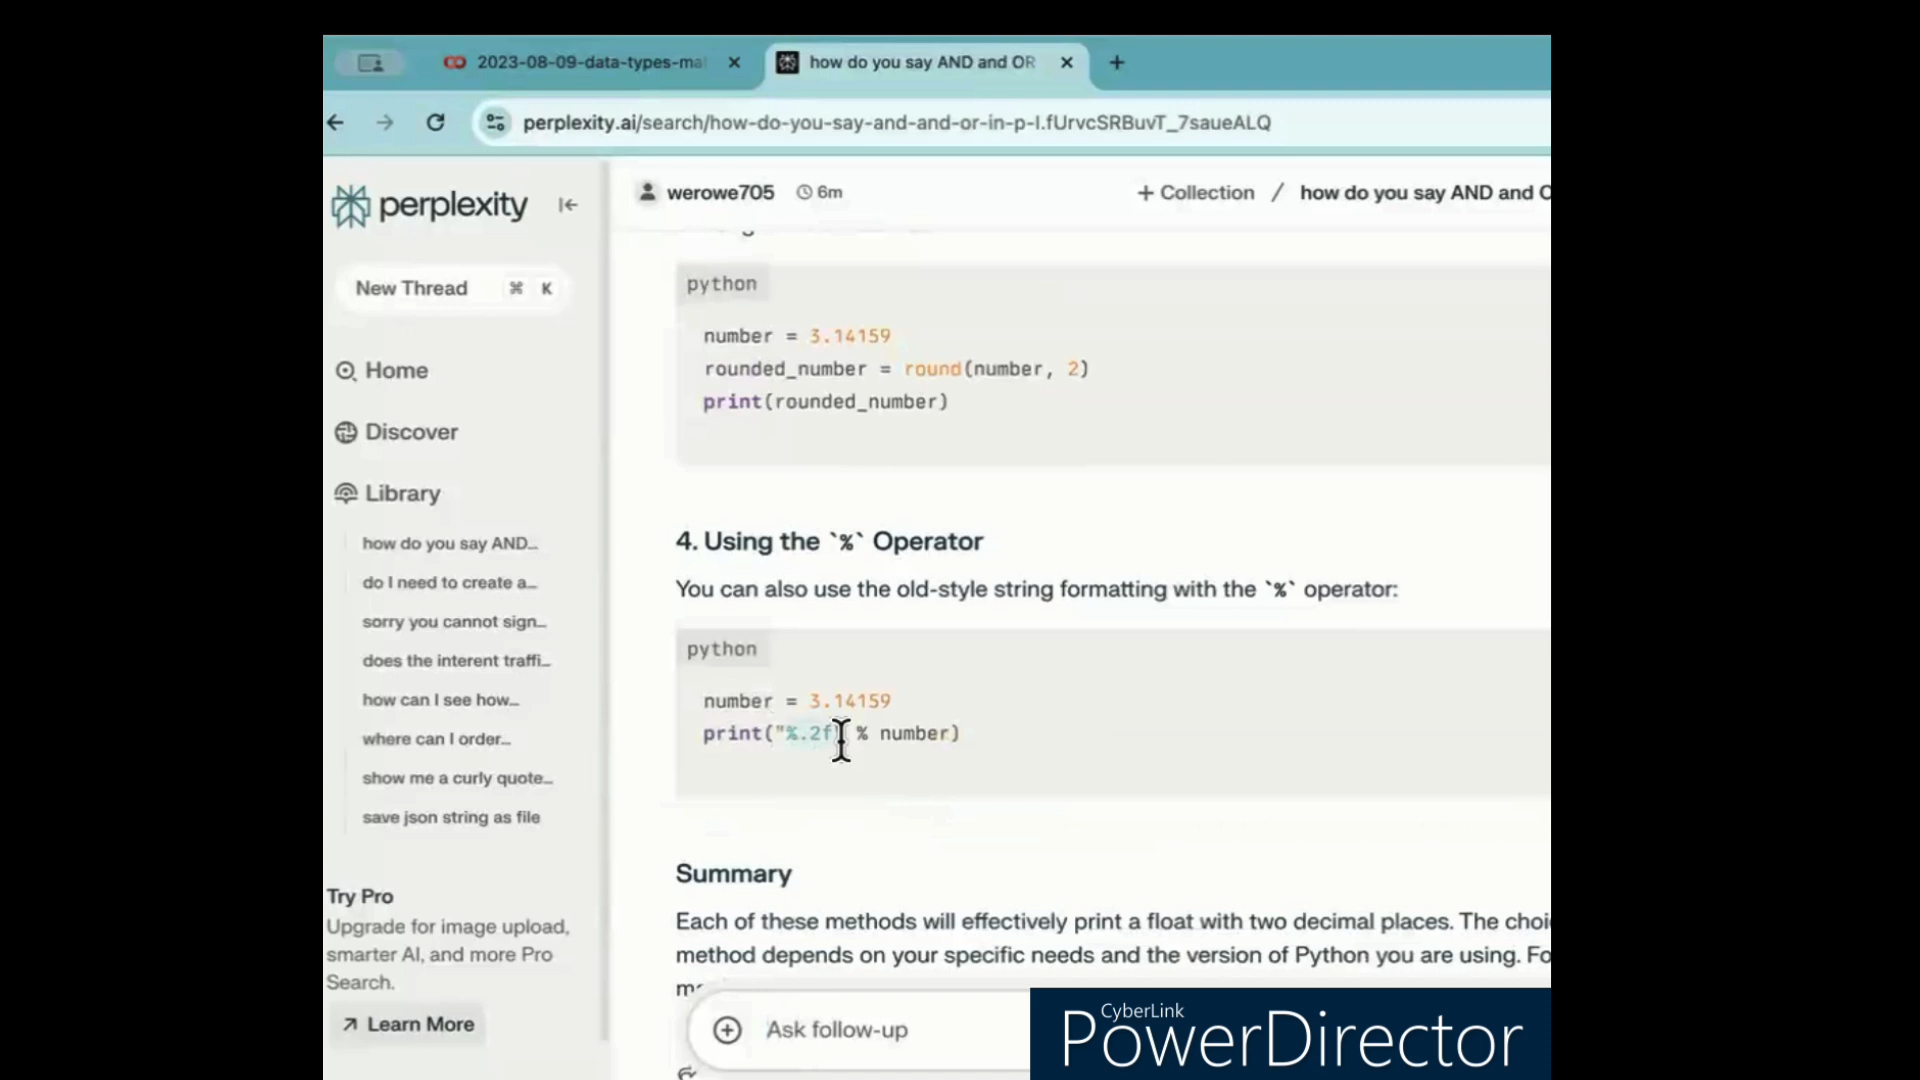 2023-08-09-data-types-ma
how do you say AND and OR
perplexity.ai/search/how-do-you-say-and-and-or-in-p-I.fUrvcSRBuvT_7saueALQ
perplexity
werowe705
6m
+ Collection / how do you say AND and O
New Thread ⌘ K
python
number = 3.14159
rounded_number = round(number, 2)
print(rounded_number)
Home
Discover
Library
how do you say AND...
do I need to create a...
sorry you cannot sign...
does the interent traffi...
how can I see how...
where can I order...
show me a curly quote...
save json string as file
4. Using the `%` Operator
You can also use the old-style string formatting with the `%` operator:
python
number = 3.14159
print("%.2f" % number)
Summary
Each of these methods will effectively print a float with two decimal places. The choi
method depends on your specific needs and the version of Python you are using. Fo
Try Pro
Upgrade for image upload,
smarter AI, and more Pro
Search.
Learn More
Ask follow-up
CyberLink
PowerDirector